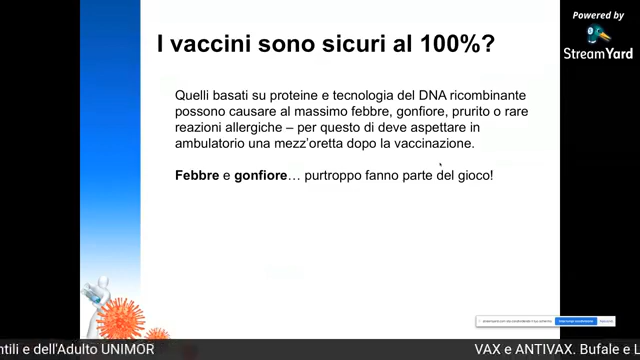 Powered by
StreamYard
I vaccini sono sicuri al 100%?
Quelli basati su proteine e tecnologia del DNA ricombinante
possono causare al massimo febbre, gonfiore, prurito o rare
reazioni allergiche – per questo di deve aspettare in
ambulatorio una mezz'oretta dopo la vaccinazione.
Febbre e gonfiore… purtroppo fanno parte del gioco!
ntili e dell'Adulto UNIMOR
VAX e ANTIVAX. Bufale e L